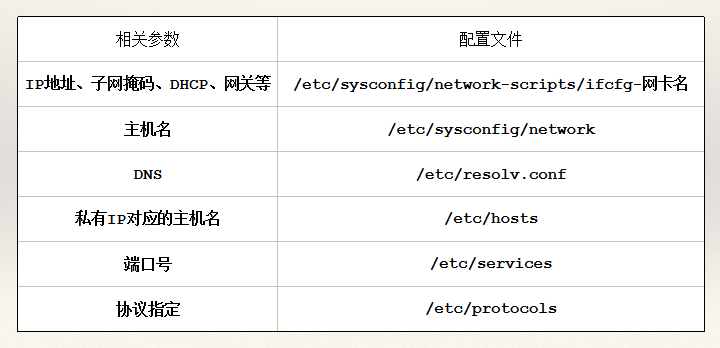 相关参数 配置文件
IP地址、子网掩码、DHCP、网关等 /etc/sysconfig/network-scripts/ifcfg-网卡名
主机名 /etc/sysconfig/network
DNS /etc/resolv.conf
私有IP对应的主机名 /etc/hosts
端口号 /etc/services
协议指定 /etc/protocols